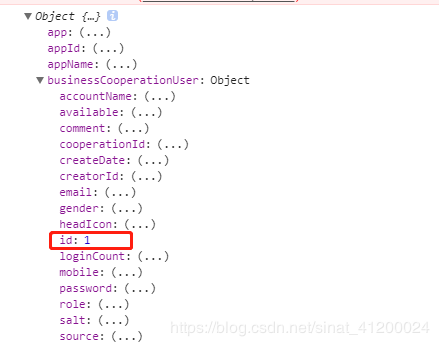 Object {…} i
app: (...)
appId: (...)
appName: (...)
businessCooperationUser: Object
accountName: (...)
available: (...)
comment: (...)
cooperationId: (...)
createDate: (...)
creatorId: (...)
email: (...)
gender: (...)
headIcon: (...)
id: 1
loginCount: (...)
mobile: (...)
password: (...)
role: (...)
salt: (...)
source: (...)
https://blog.csdn.net/sinat_41200024